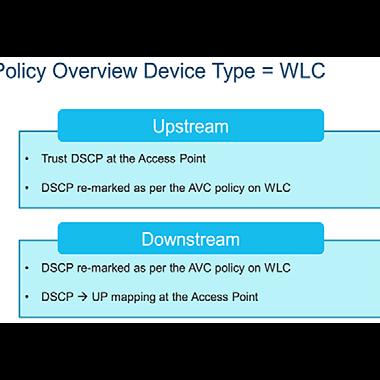 Policy Overview Device Type = WLC
Upstream
• Trust DSCP at the Access Point
• DSCP re-marked as per the AVC policy on WLC
Downstream
• DSCP re-marked as per the AVC policy on WLC
• DSCP → UP mapping at the Access Point